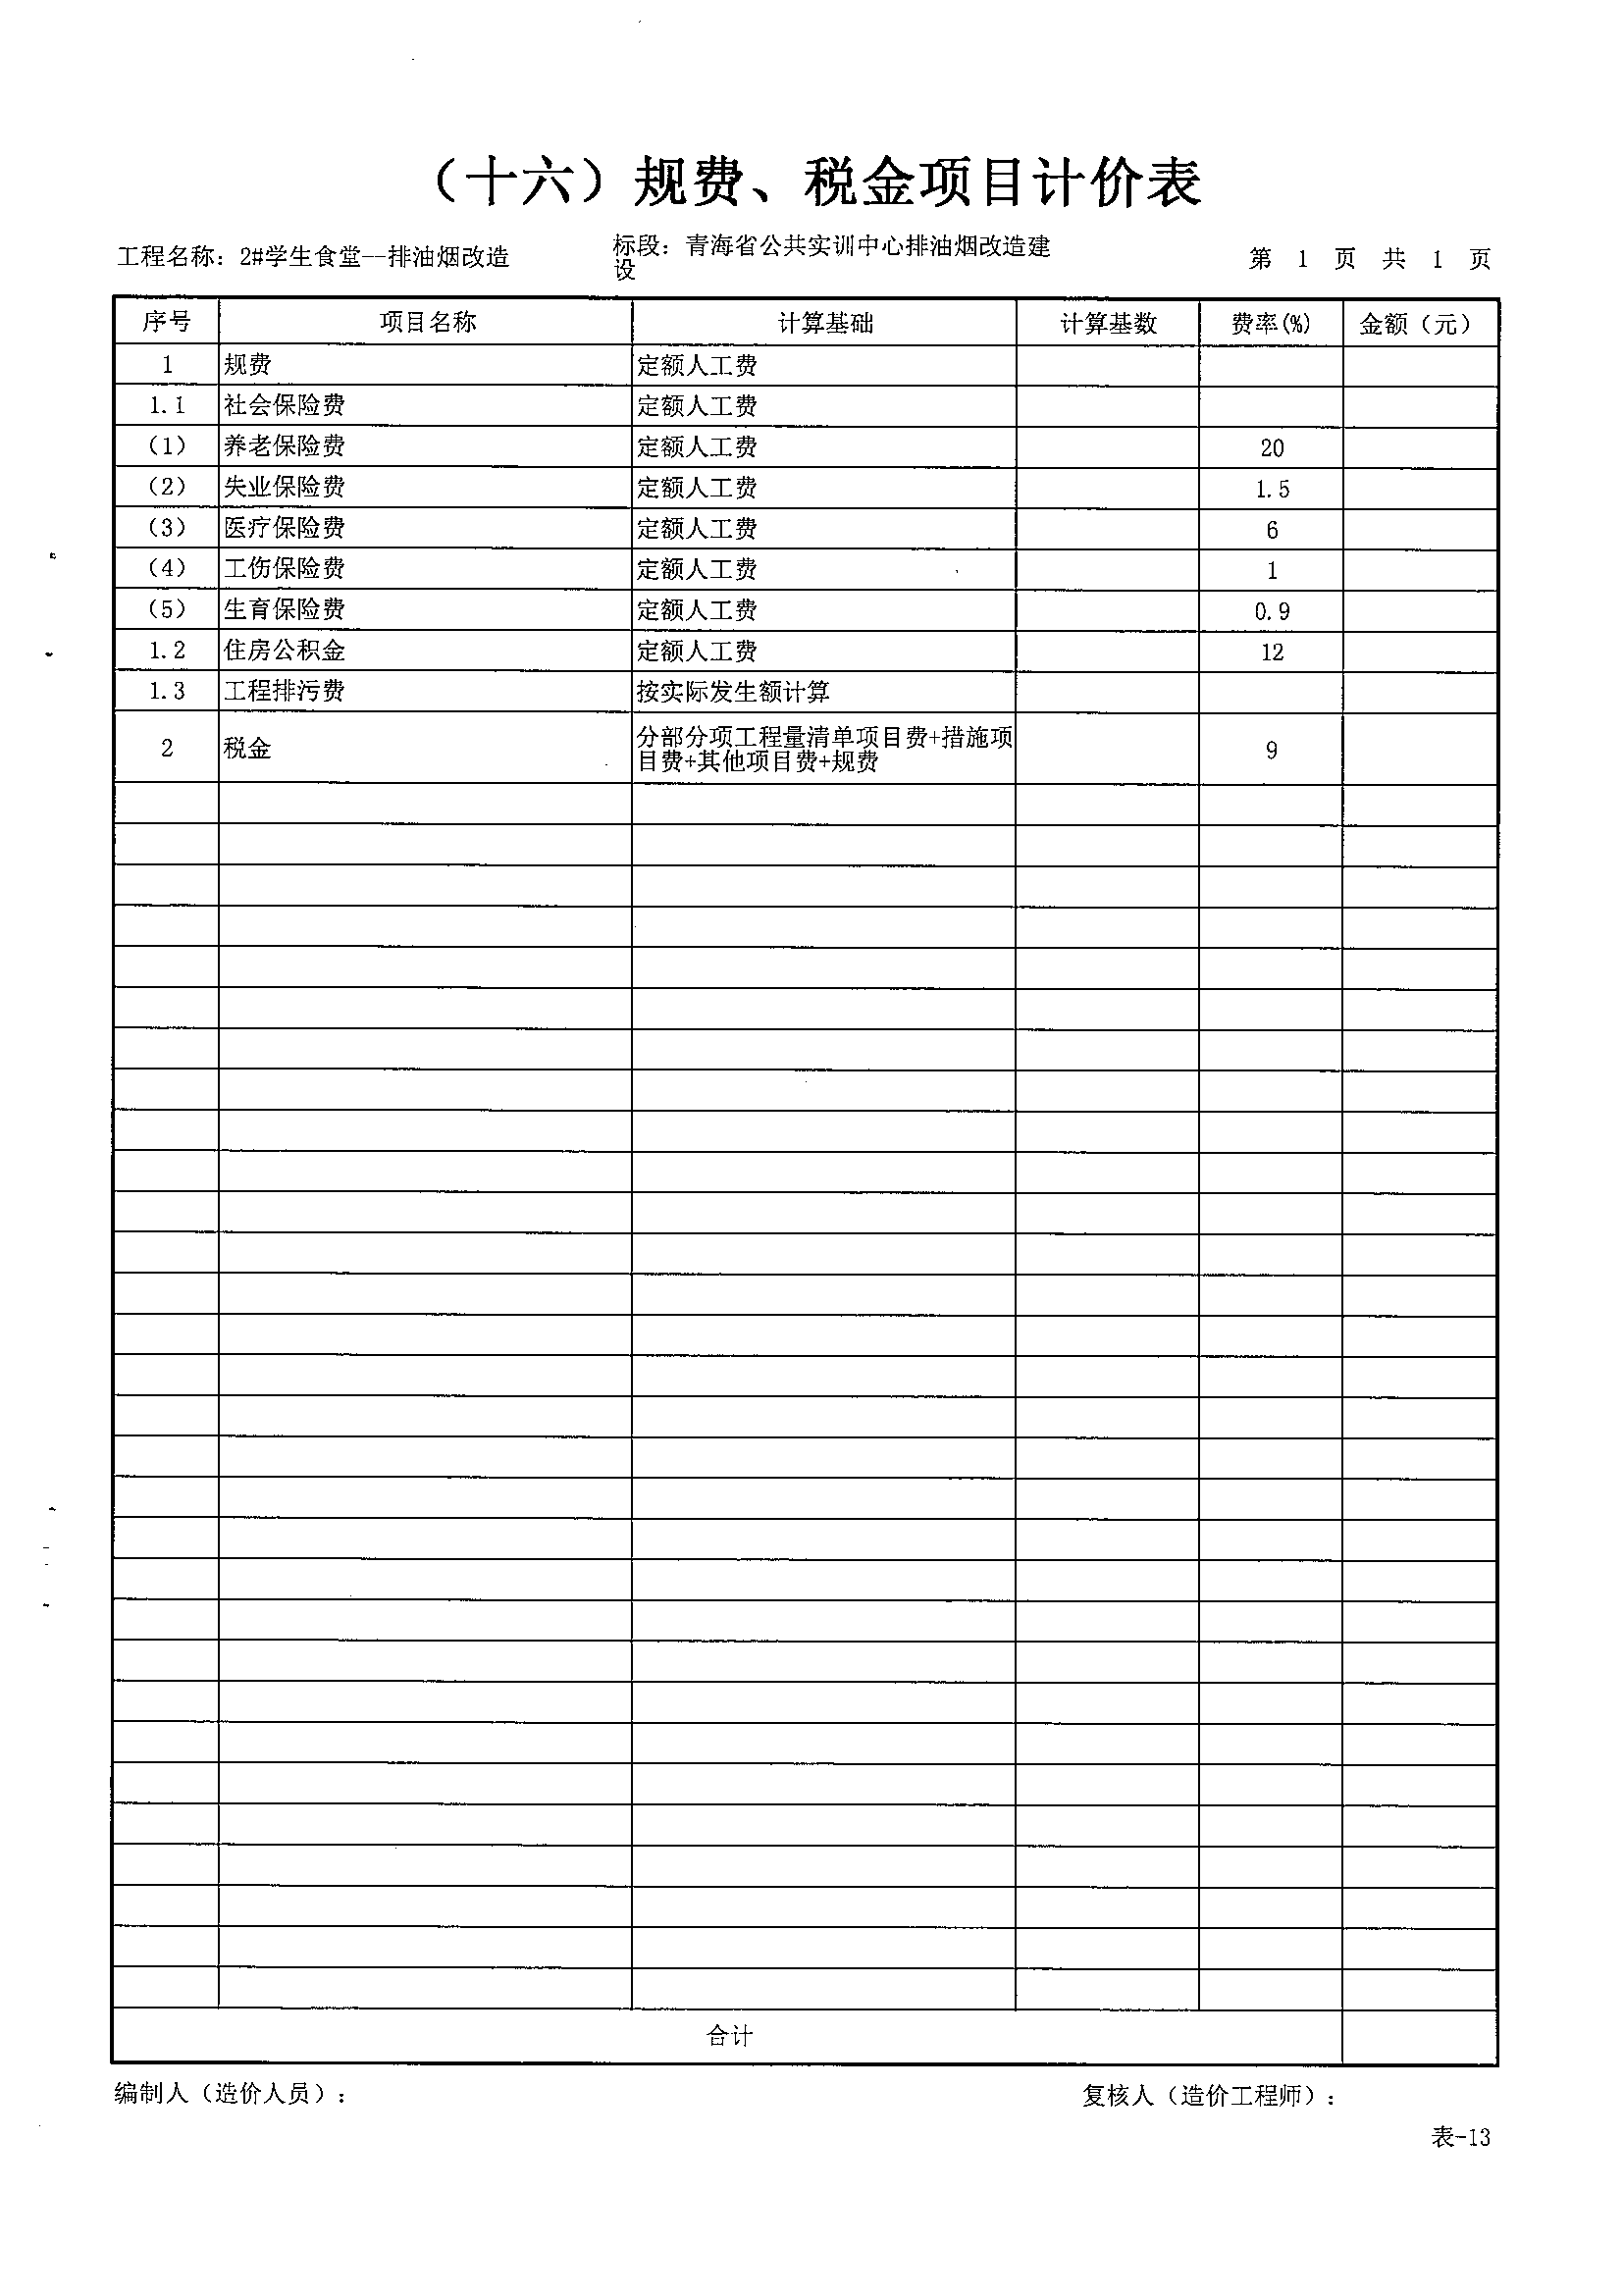 （十六）规费、税金项目计价表
工程名称：2#学生食堂--排油烟改造
标段：青海省公共实训中心排油烟改造建
设
第 1 页 共 1 页
序号 项目名称 计算基础 计算基数 费率(%) 金额（元）
1 规费 定额人工费
1.1 社会保险费 定额人工费
(1) 养老保险费 定额人工费 20
(2) 失业保险费 定额人工费 1.5
(3) 医疗保险费 定额人工费 6
(4) 工伤保险费 定额人工费 1
(5) 生育保险费 定额人工费 0.9
1.2 住房公积金 定额人工费 12
1.3 工程排污费 按实际发生额计算
2 税金 分部分项工程量清单项目费+措施项
目费+其他项目费+规费 9
合计
编制人（造价人员）： 复核人（造价工程师）：
表-13